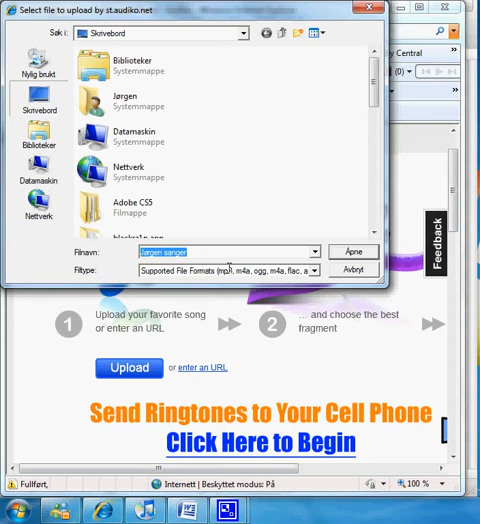 Select file to upload by st.audiko.net
Søk i:
Skrivebord
Nylig brukt
Skrivebord
Biblioteker
Datamaskin
Nettverk
Biblioteker
Systemmappe
Jørgen
Systemmappe
Datamaskin
Systemmappe
Nettverk
Systemmappe
Adobe CS5
Filmappe
Filnavn:
Jørgen sanger
Åpne
Filtype:
Supported File Formats (mp3, m4a, ogg, m4a, flac, a
Avbryt
y Central
(0)
Feedback
1
Upload your favorite song
or enter an URL
2
... and choose the best
fragment
Upload
or enter an URL
Send Ringtones to Your Cell Phone
Click Here to Begin
Fullført,
Internett | Beskyttet modus: På
100 %